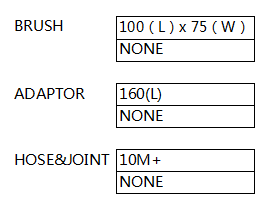 BRUSH 100 ( L ) x 75 ( W )
NONE
ADAPTOR 160(L)
NONE
HOSE&JOINT 10M+
NONE